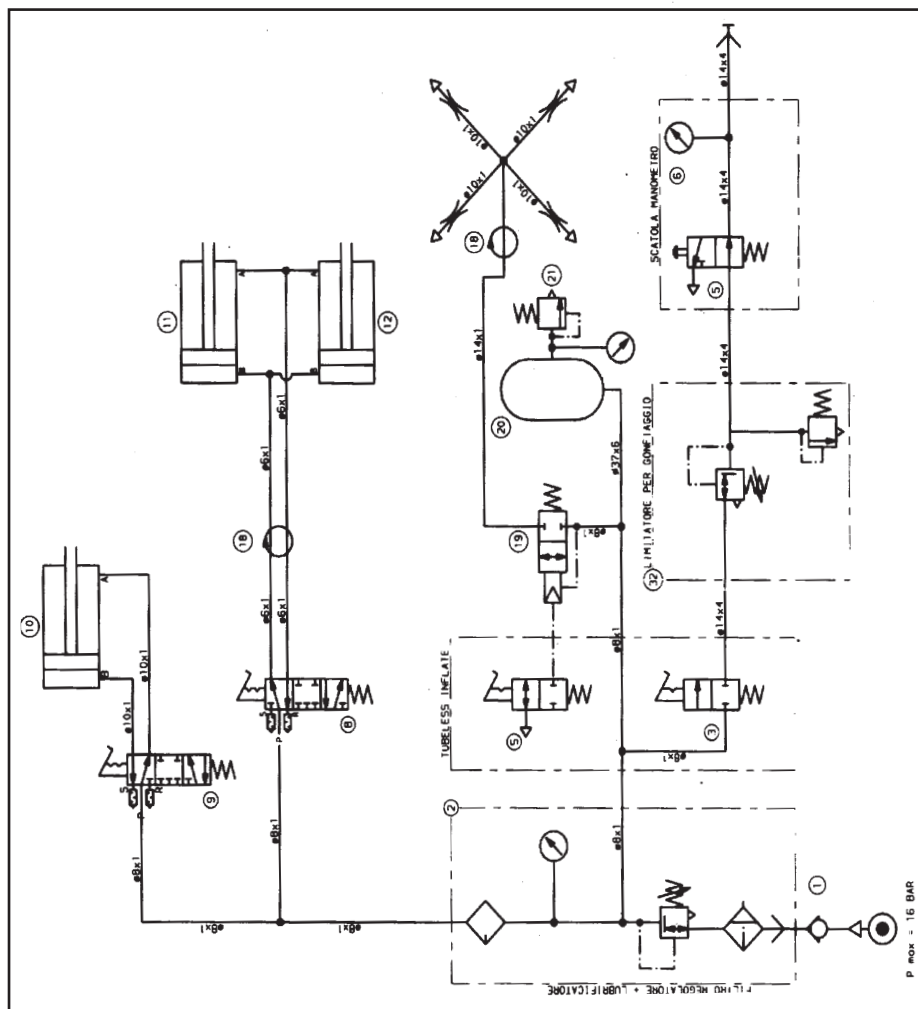 ø14x4
SCATOLA MANOMETRO
6
ø14x4
5
ø14x4
ø10x1
ø10x1
ø10x1
ø10x1
18
21
ø14x1
20
ø37x6
19
ø8x1
LIMITATORE PER GONFIAGGIO
32
ø14x4
11
12
A
A
B
B
ø6x1
ø6x1
18
ø6x1
ø6x1
10
A
B
ø10x1
ø10x1
TUBELESS INFLATE
5
ø8x1
3
ø8x1
S
R
P
8
S
R
P
9
ø8x1
ø8x1
ø8x1
ø8x1
2
FILTRO REGOLATORE + LUBRIFICATORE
1
P max - 16 BAR